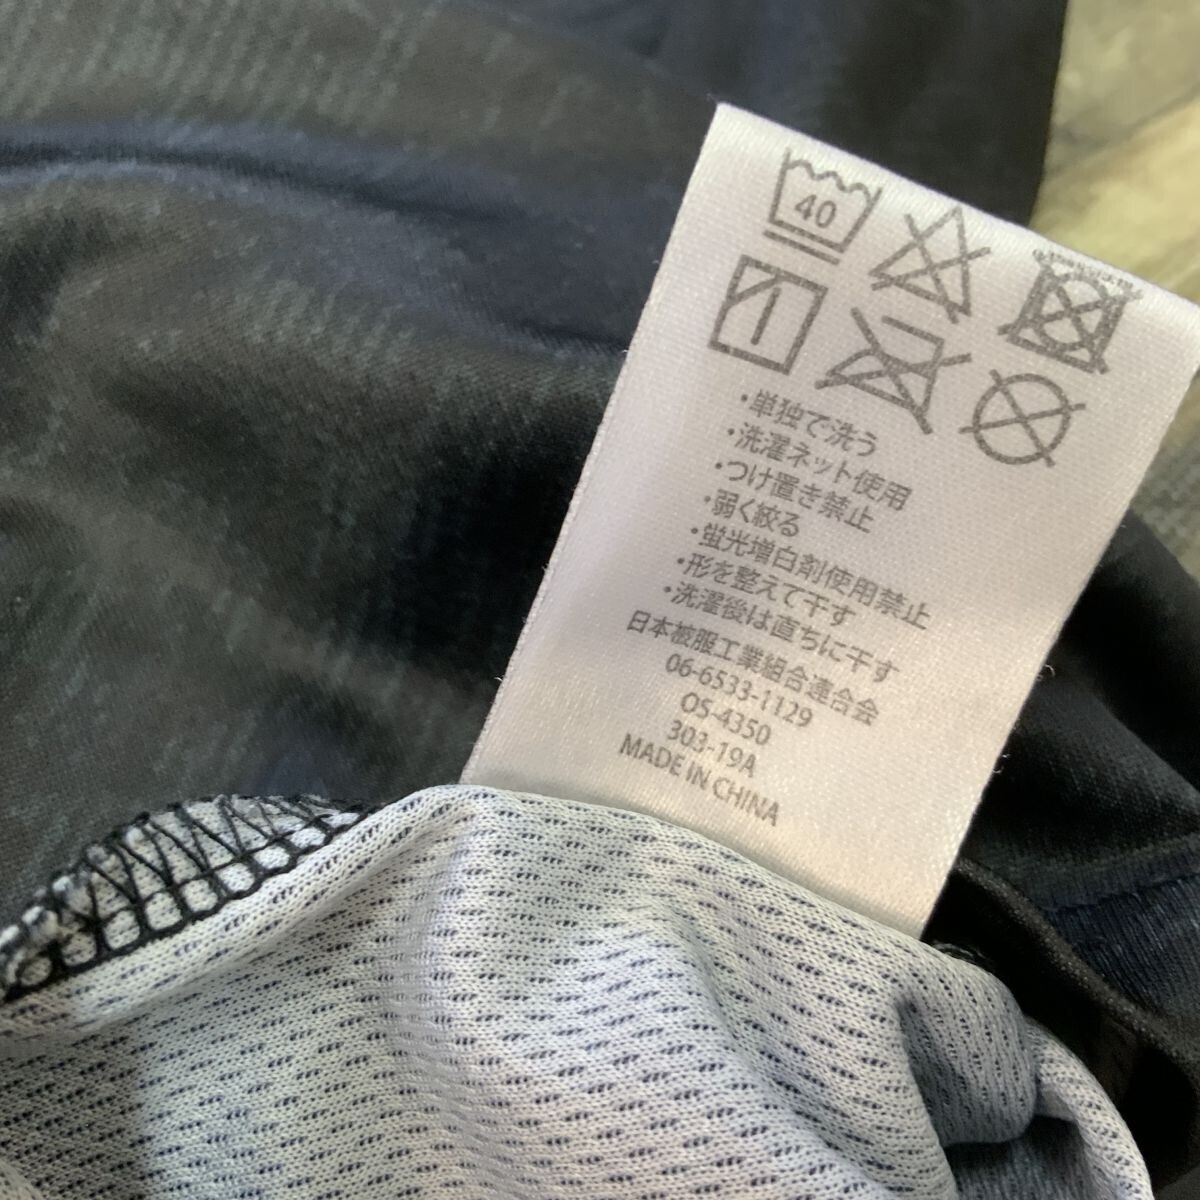 40
・単独で洗う
・洗濯ネット使用
・つけ置き禁止
・弱く絞る
・蛍光増白剤使用禁止
・形を整えて干す
・洗濯後は直ちに干す
日本被服工業組合連合会
06-6533-1129
OS-4350
303-19A
MADE IN CHINA